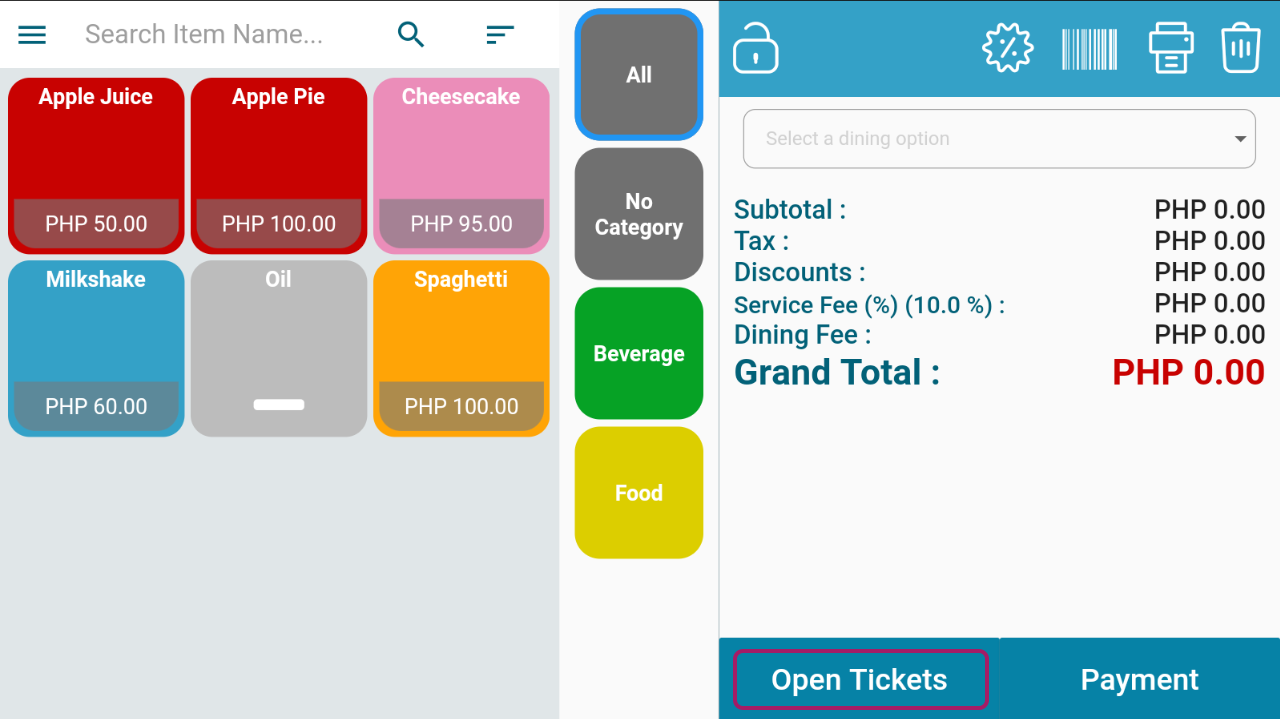 Search Item Name...
Apple Juice
PHP 50.00
Apple Pie
PHP 100.00
Cheesecake
PHP 95.00
Milkshake
PHP 60.00
Oil
Spaghetti
PHP 100.00
All
No
Category
Beverage
Food
Select a dining option
Subtotal : PHP 0.00
Tax : PHP 0.00
Discounts : PHP 0.00
Service Fee (%) (10.0 %) : PHP 0.00
Dining Fee : PHP 0.00
Grand Total : PHP 0.00
Open Tickets
Payment